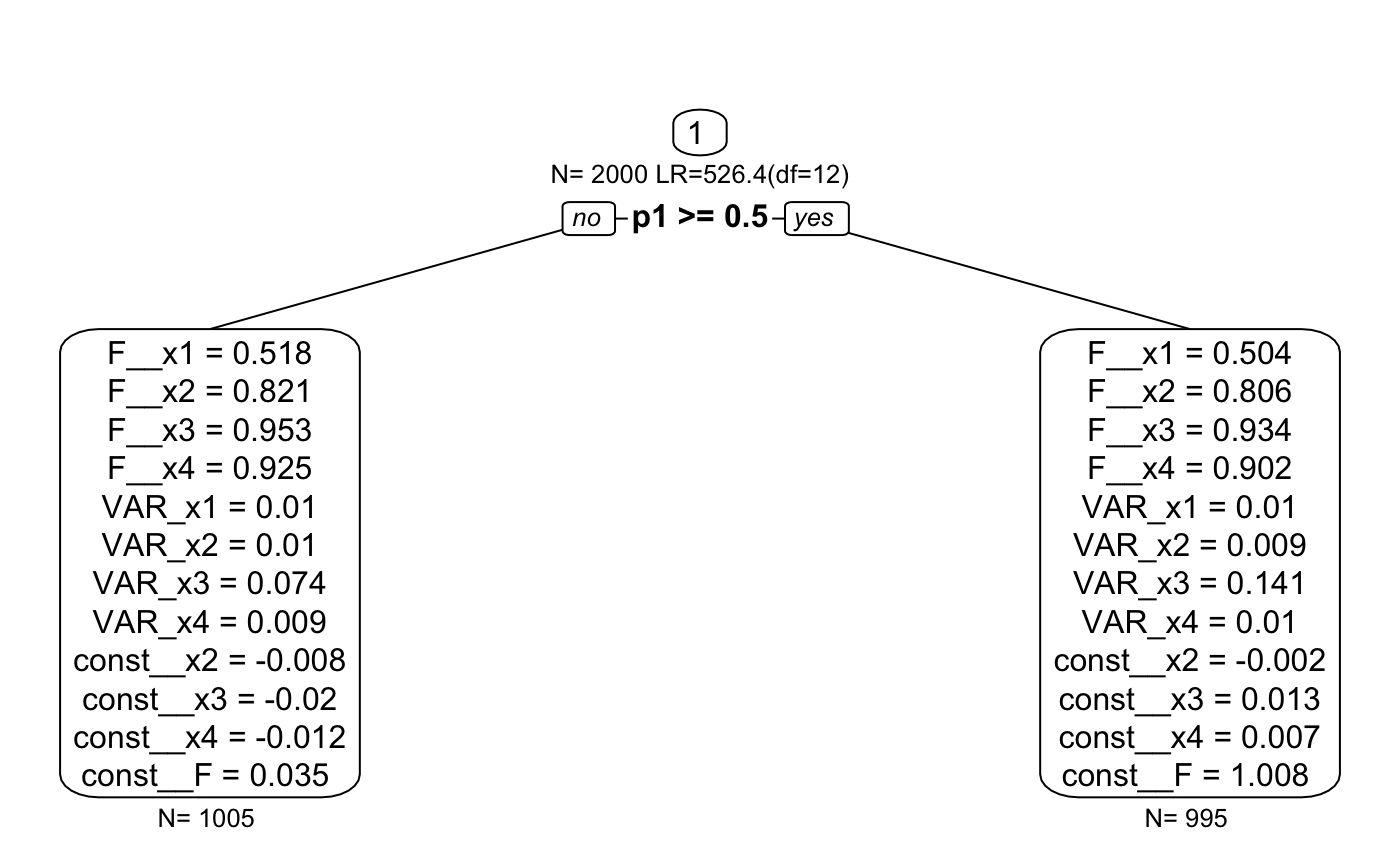 1
N= 2000 LR=526.4(df=12)
no p1 >= 0.5 yes
F__x1 = 0.518
F__x2 = 0.821
F__x3 = 0.953
F__x4 = 0.925
VAR_x1 = 0.01
VAR_x2 = 0.01
VAR_x3 = 0.074
VAR_x4 = 0.009
const__x2 = -0.008
const__x3 = -0.02
const__x4 = -0.012
const__F = 0.035
N= 1005
F__x1 = 0.504
F__x2 = 0.806
F__x3 = 0.934
F__x4 = 0.902
VAR_x1 = 0.01
VAR_x2 = 0.009
VAR_x3 = 0.141
VAR_x4 = 0.01
const__x2 = -0.002
const__x3 = 0.013
const__x4 = 0.007
const__F = 1.008
N= 995